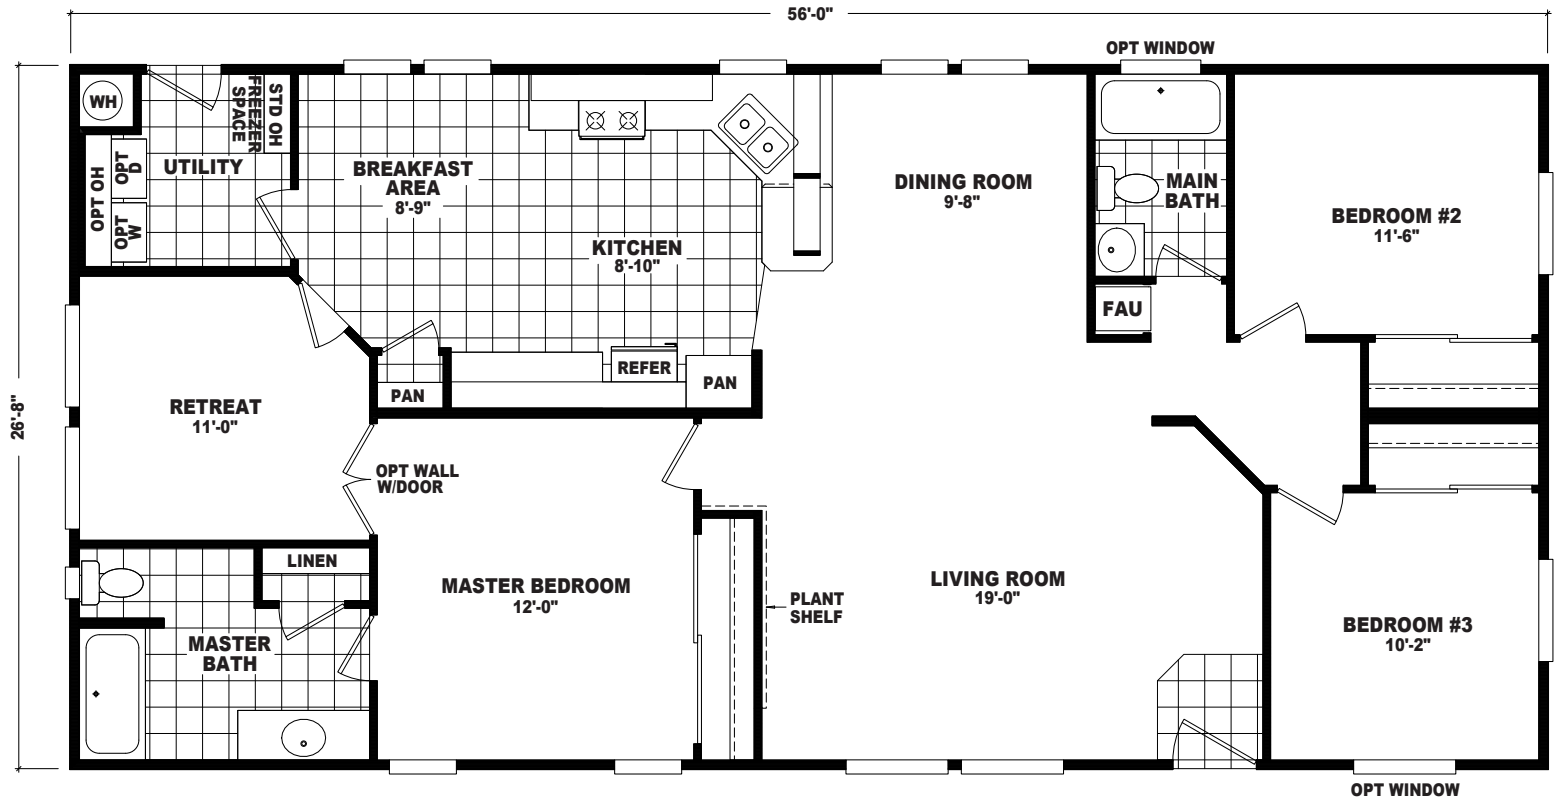 56'-0"
OPT WINDOW
WH
STD OH
FREEZER
SPACE
UTILITY
OPT OH
OPT
D
OPT
W
BREAKFAST
AREA
8'-9"
KITCHEN
8'-10"
DINING ROOM
9'-8"
MAIN
BATH
BEDROOM #2
11'-6"
FAU
REFER
PAN
PAN
26'-8"
RETREAT
11'-0"
OPT WALL
W/DOOR
LINEN
MASTER BEDROOM
12'-0"
MASTER
BATH
PLANT
SHELF
LIVING ROOM
19'-0"
BEDROOM #3
10'-2"
OPT WINDOW